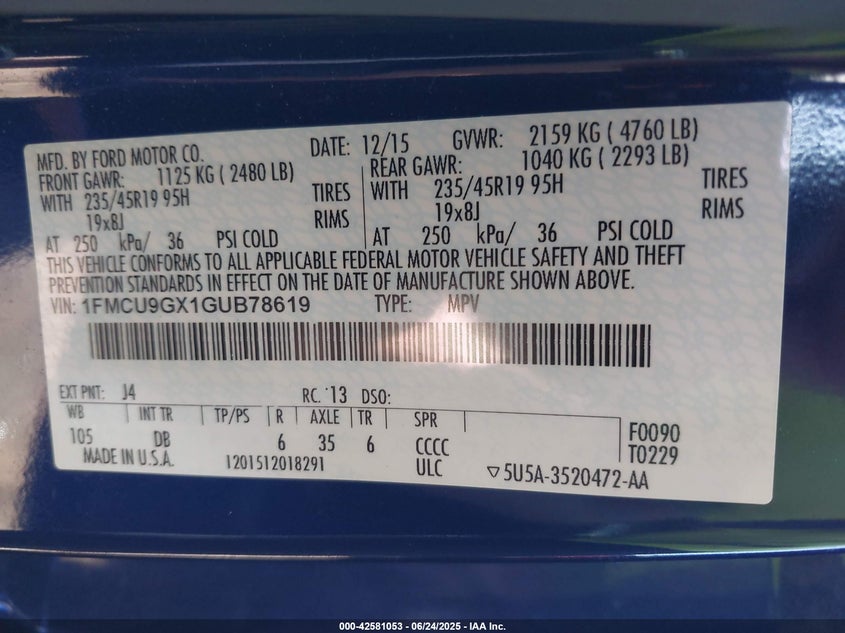 MFD. BY FORD MOTOR CO. DATE: 12/15 GVWR: 2159 KG ( 4760 LB)
FRONT GAWR: 1125 KG ( 2480 LB) REAR GAWR: 1040 KG ( 2293 LB)
WITH 235/45R19 95H TIRES WITH 235/45R19 95H TIRES
19x8J RIMS 19x8J RIMS
AT 250 kPa/ 36 PSI COLD AT 250 kPa/ 36 PSI COLD
THIS VEHICLE CONFORMS TO ALL APPLICABLE FEDERAL MOTOR VEHICLE SAFETY AND THEFT
PREVENTION STANDARDS IN EFFECT ON THE DATE OF MANUFACTURE SHOWN ABOVE.
VIN: 1FMCU9GX1GUB78619 TYPE: MPV
EXT PNT: J4 RC: 13 DSO:
WB INT TR TP/PS R AXLE TR SPR
105 DB 6 35 6 CCCC F0090
MADE IN U.S.A. 1201512018291 ULC T0229
▽5U5A-3520472-AA
000-42581053 - 06/24/2025 - IAA Inc.